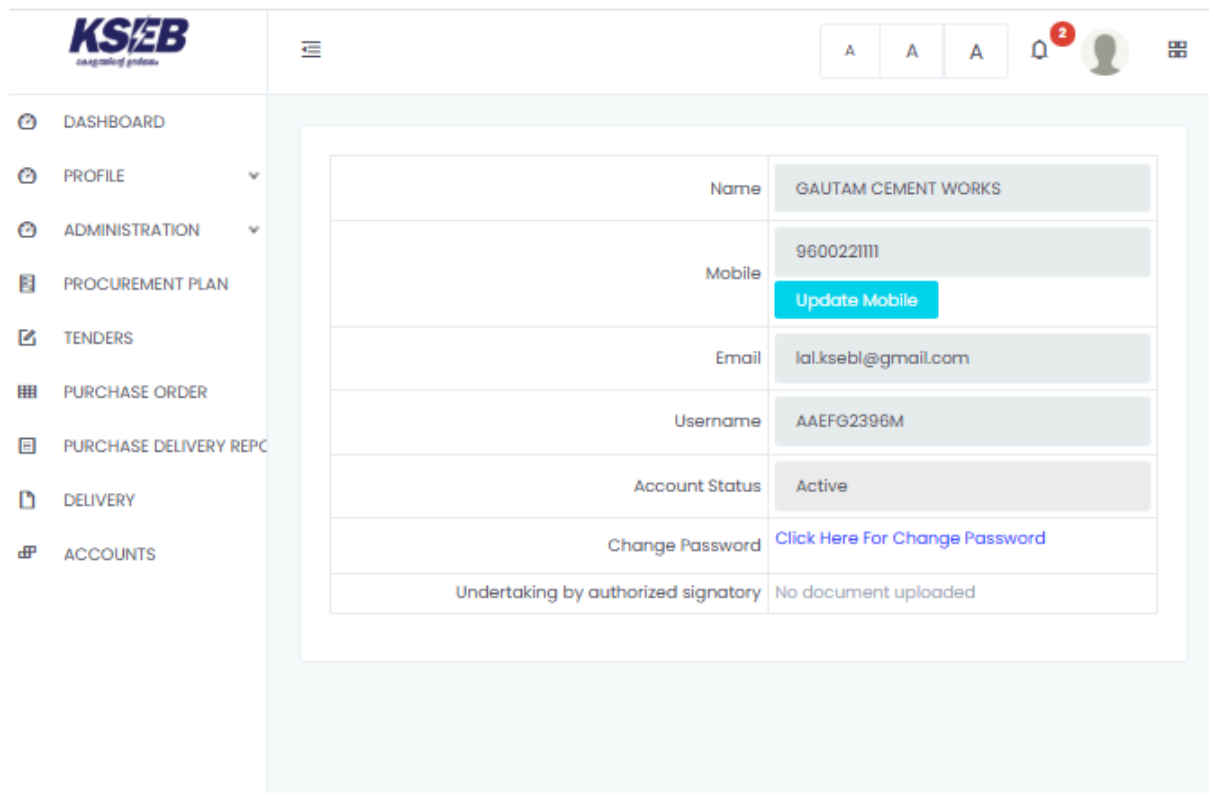 KSEB
A
A
A
2
DASHBOARD
PROFILE
ADMINISTRATION
PROCUREMENT PLAN
TENDERS
PURCHASE ORDER
PURCHASE DELIVERY REPO
DELIVERY
ACCOUNTS
Name GAUTAM CEMENT WORKS
Mobile 9600221111
Update Mobile
Email lal.ksebl@gmail.com
Username AAEFG2396M
Account Status Active
Change Password Click Here For Change Password
Undertaking by authorized signatory No document uploaded